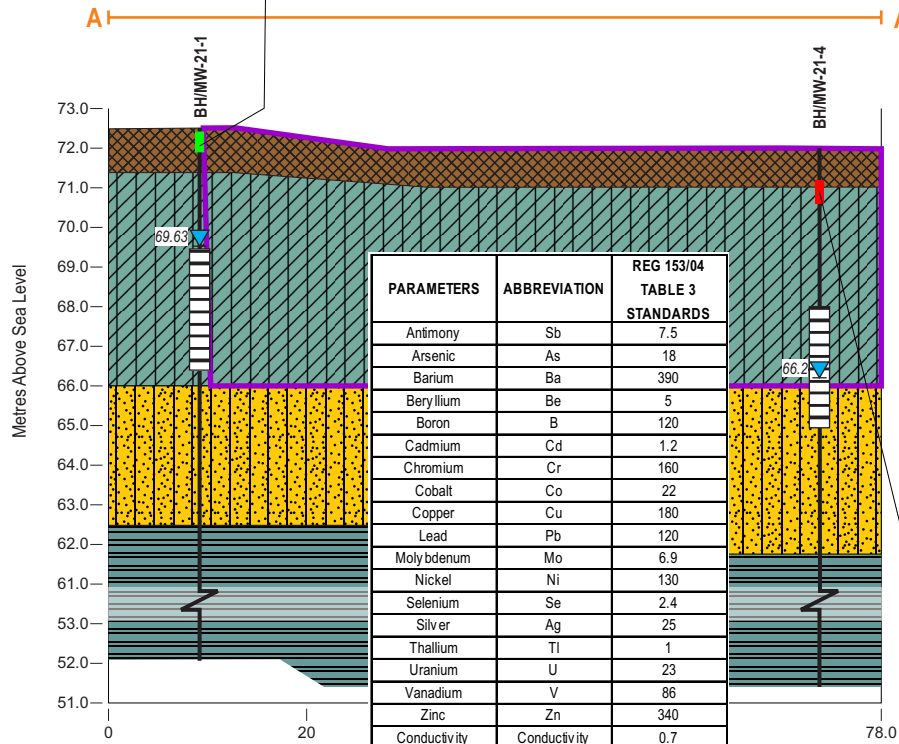 A
BH/MW-21-1
BH/MW-21-4
Metres Above Sea Level
73.0
72.0
71.0
70.0
69.0
68.0
67.0
66.0
65.0
64.0
63.0
62.0
61.0
53.0
52.0
51.0
69.63
66.2
PARAMETERS ABBREVIATION REG 153/04 TABLE 3 STANDARDS
Antimony Sb 7.5
Arsenic As 18
Barium Ba 390
Beryllium Be 5
Boron B 120
Cadmium Cd 1.2
Chromium Cr 160
Cobalt Co 22
Copper Cu 180
Lead Pb 120
Molybdenum Mo 6.9
Nickel Ni 130
Selenium Se 2.4
Silver Ag 25
Thallium Tl 1
Uranium U 23
Vanadium V 86
Zinc Zn 340
Conductivity Conductivity 0.7
0 20 78.0